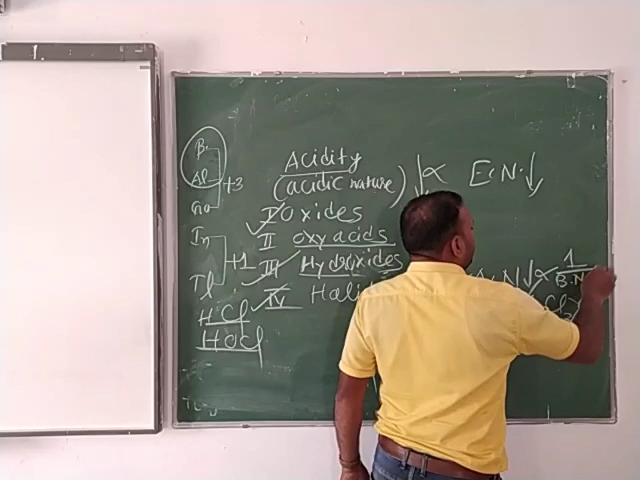 B
Al
+3
Ga
In
+1
Tl
HCl
HOCl
Acidity
(acidic nature) ↓ ∝ E.N.↓
I Oxides
II oxyacids
III Hydroxides
IV Hali
.N↓ ∝ 1/B.N